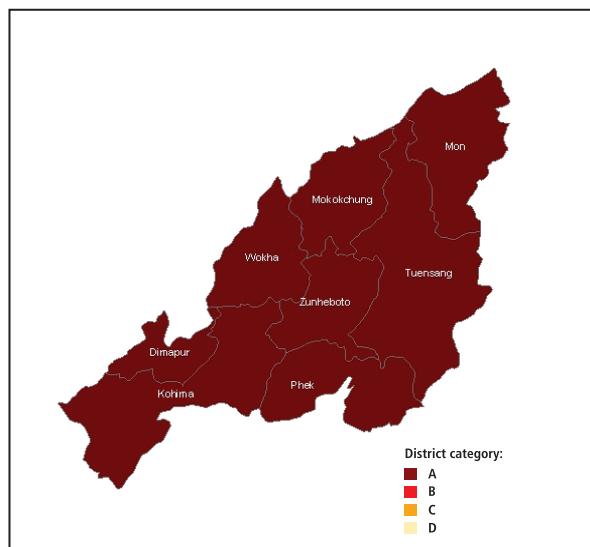 Mon
Mokokchung
Wokha
Tuensang
Zunheboto
Dimapur
Phek
Kohima
District category:
A
B
C
D